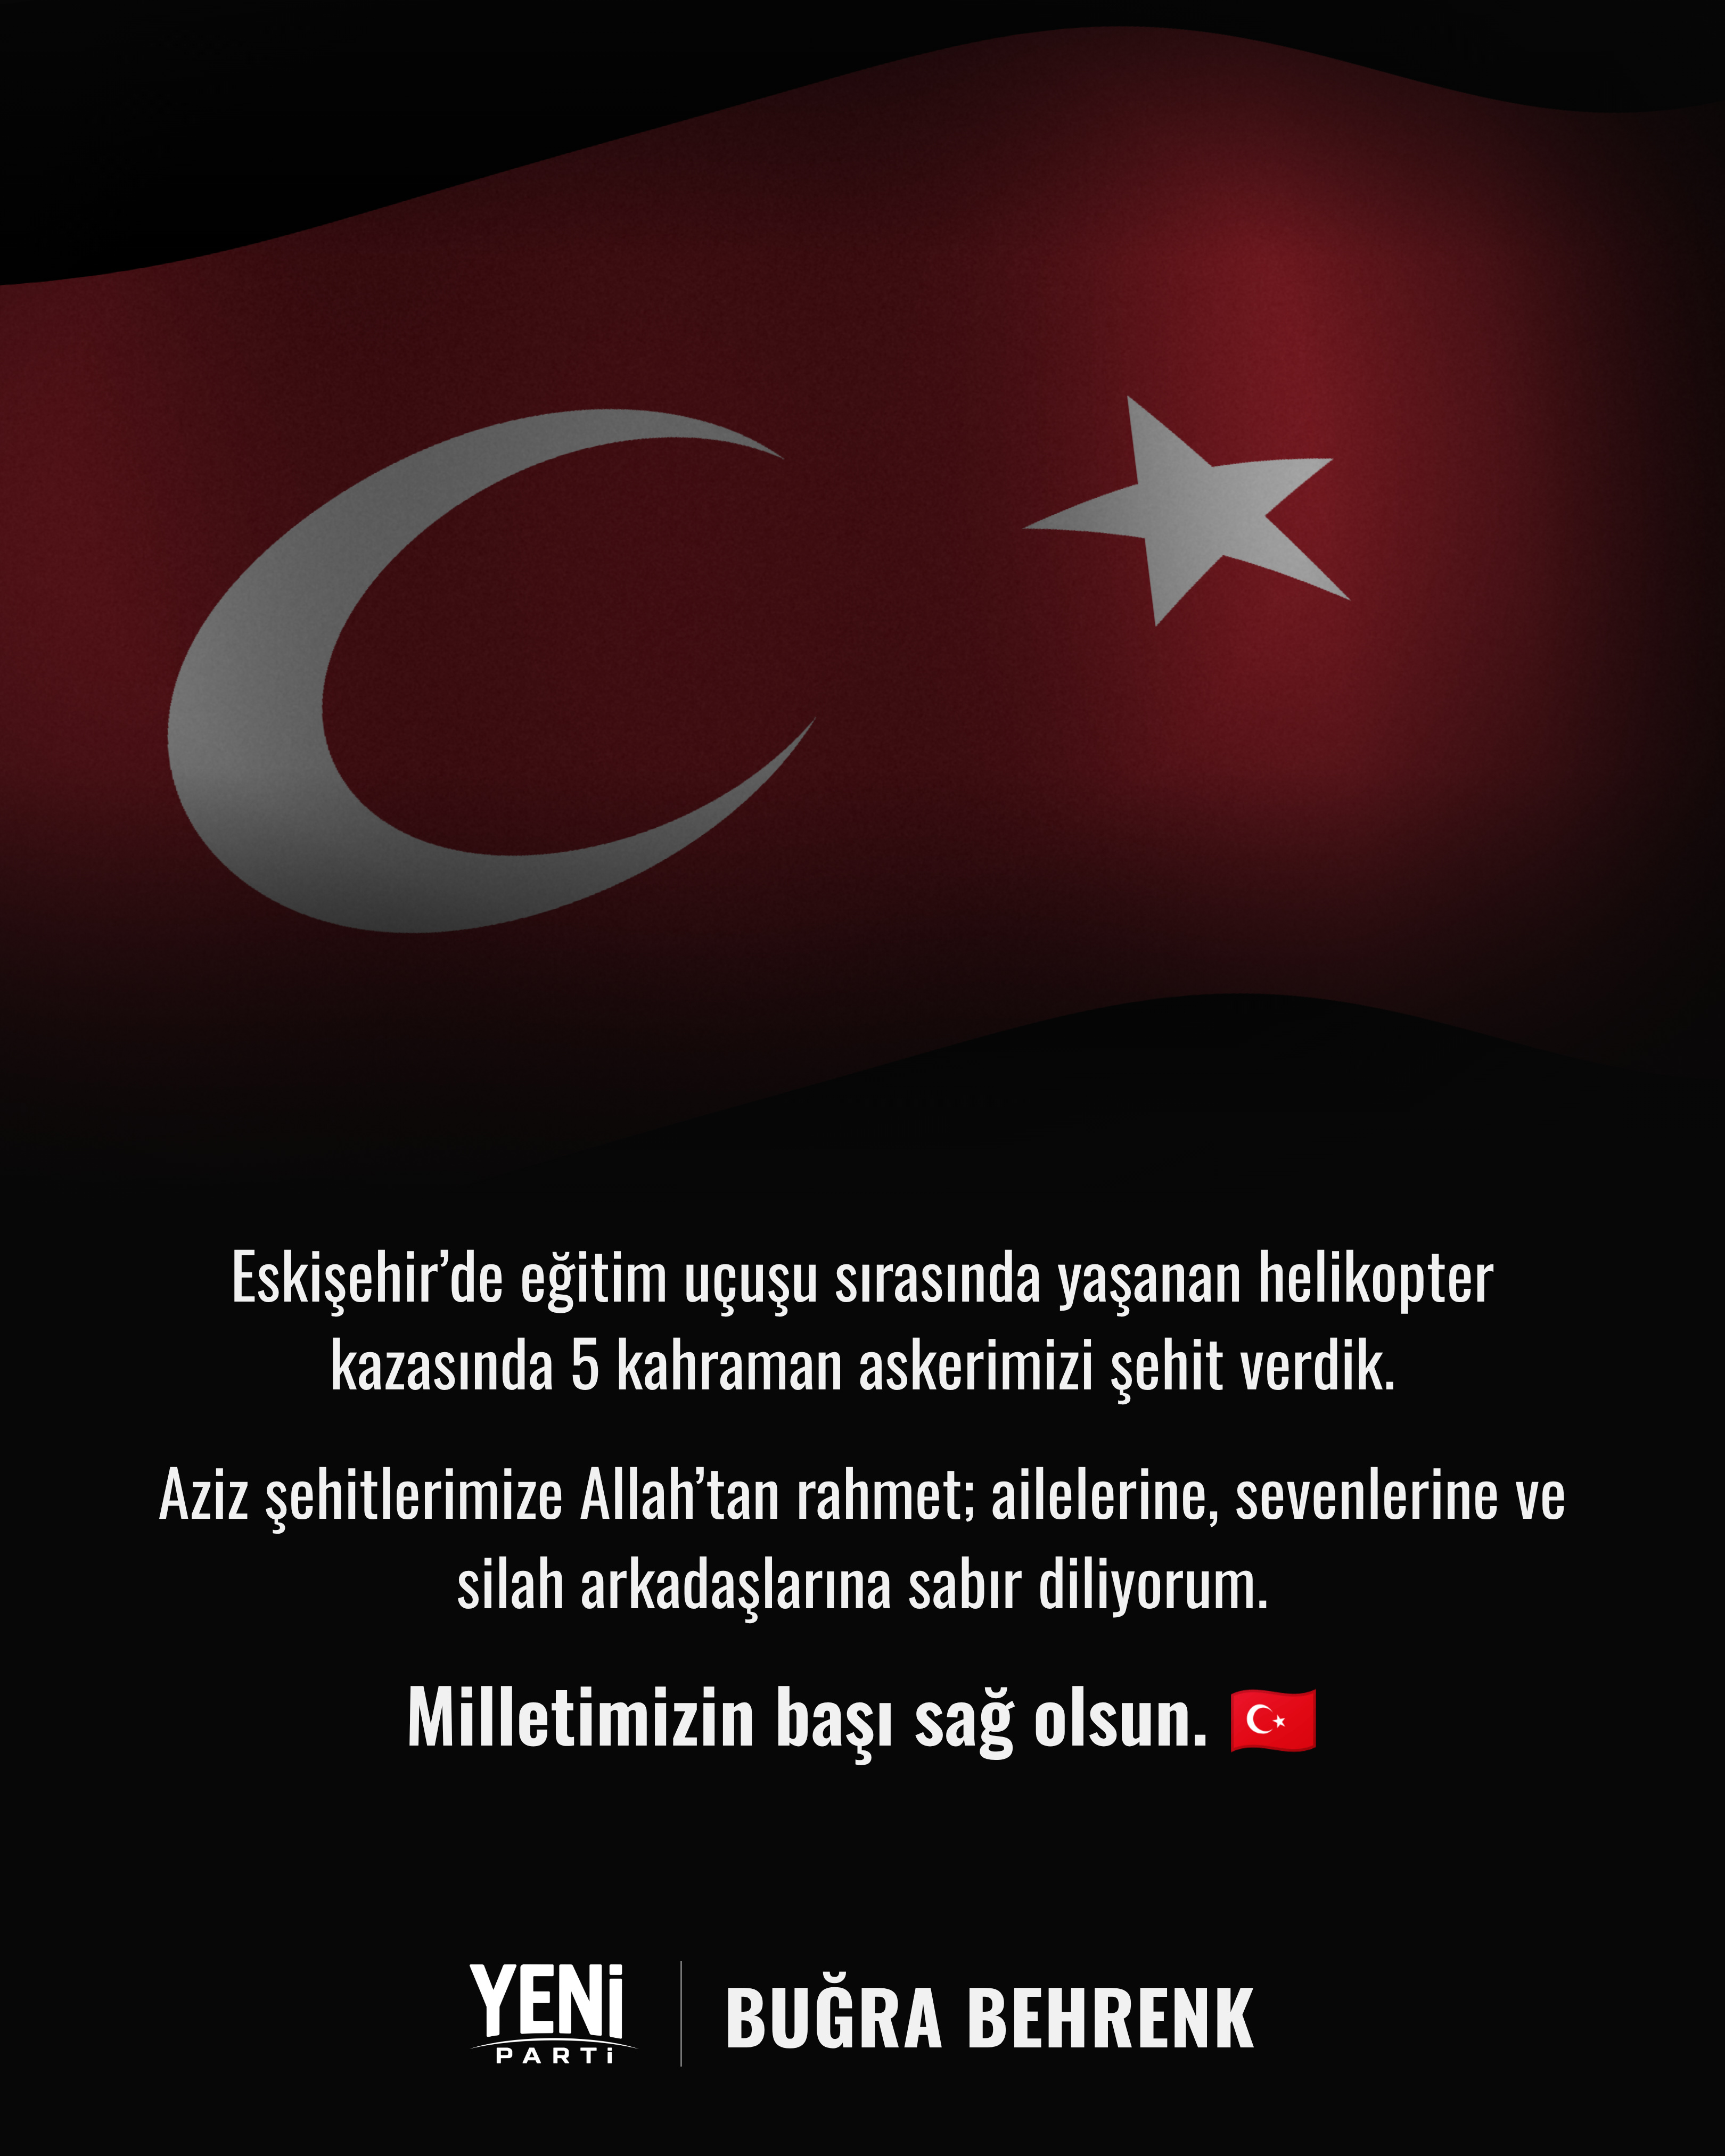 Eskişehir’de eğitim uçuşu sırasında yaşanan helikopter
kazasında 5 kahraman askerimizi şehit verdik.
Aziz şehitlerimize Allah’tan rahmet; ailelerine, sevenlerine ve
silah arkadaşlarına sabır diliyorum.
Milletimizin başı sağ olsun. 🇹🇷
YENi
PARTi
BUĞRA BEHRENK